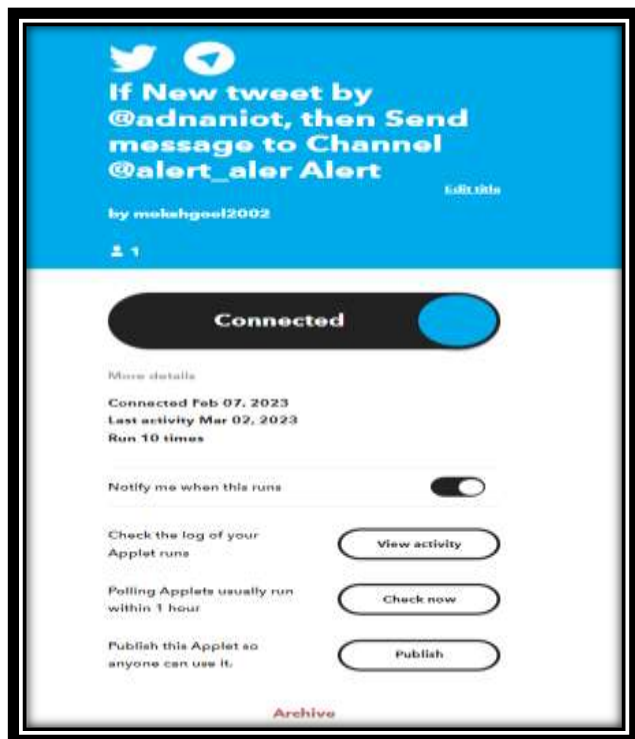 If New tweet by
@adnaniot, then Send
message to Channel
@alert_aler Alert
Edit title
by mokehgool2002
1
Connected
More details
Connected Feb 07, 2023
Last activity Mar 02, 2023
Run 10 times
Notify me when this runs
Check the log of your
Applet runs
View activity
Polling Applets usually run
within 1 hour
Check now
Publish this Applet so
anyone can use it.
Publish
Archive